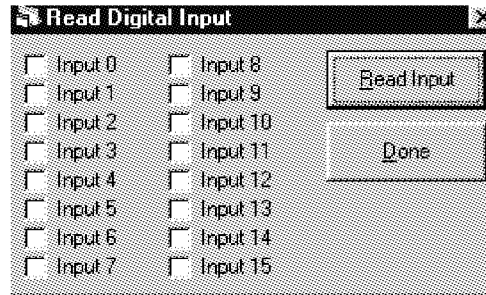 Read Digital Input
Input 0
Input 1
Input 2
Input 3
Input 4
Input 5
Input 6
Input 7
Input 8
Input 9
Input 10
Input 11
Input 12
Input 13
Input 14
Input 15
Read Input
Done